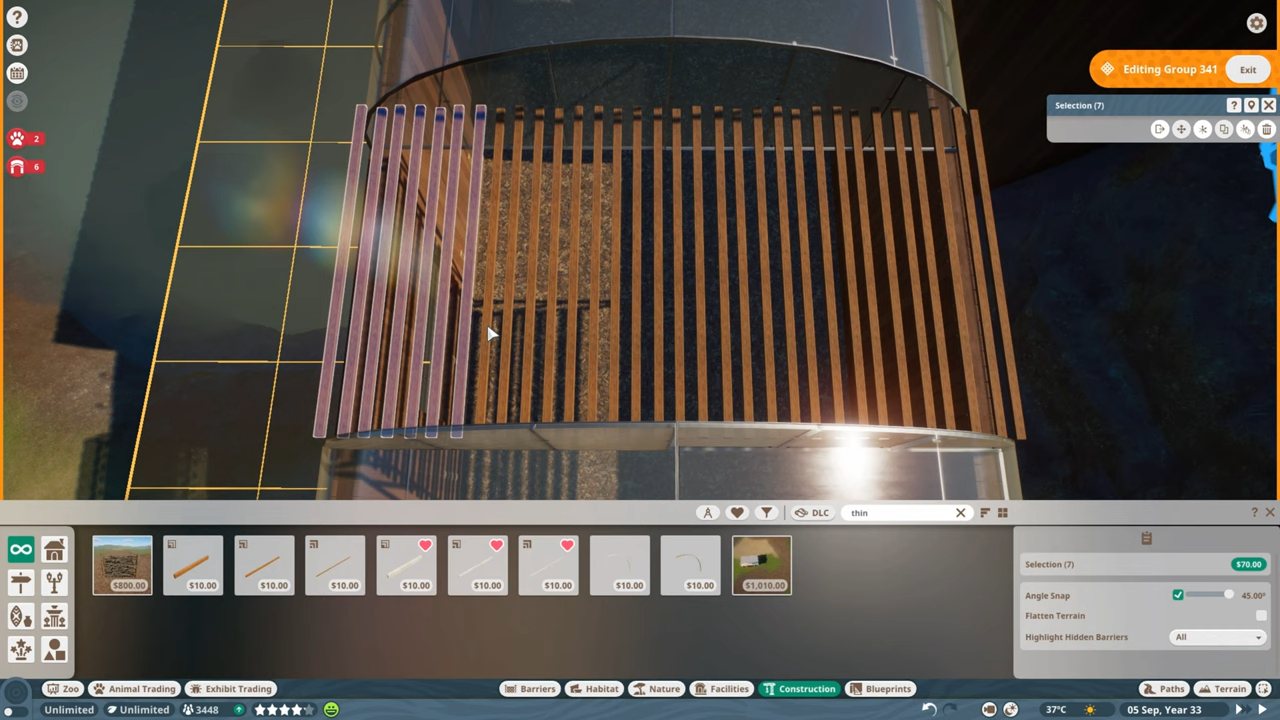 ?
Editing Group 341 Exit
Selection (7) ?
2
6
DLC thin ?
$800.00 $10.00 $10.00 $10.00 $10.00 $10.00 $10.00 $10.00 $10.00 $1,010.00
Selection (7) $70.00
Angle Snap 45.00°
Flatten Terrain
Highlight Hidden Barriers All
Zoo Animal Trading Exhibit Trading Barriers Habitat Nature Facilities Construction Blueprints Paths Terrain
Unlimited Unlimited 3448 37°C 05 Sep, Year 33